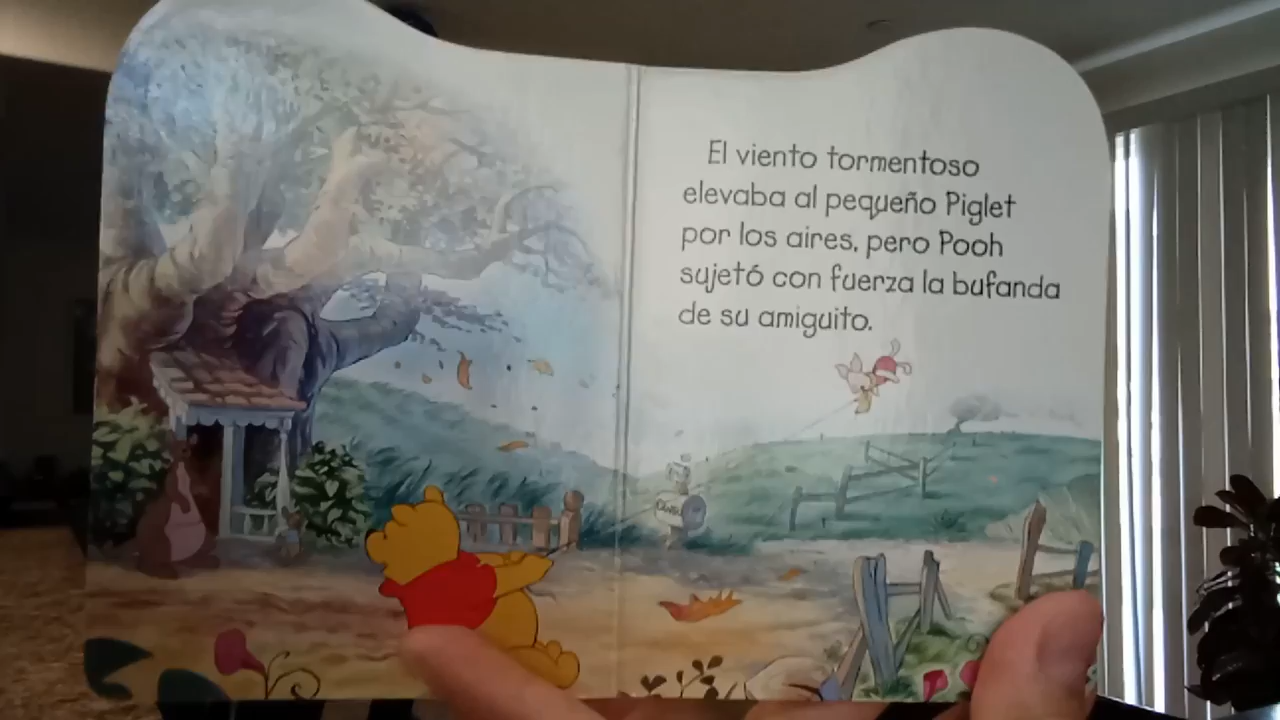 El viento tormentoso
elevaba al pequeño Piglet
por los aires, pero Pooh
sujetó con fuerza la bufanda
de su amiguito.